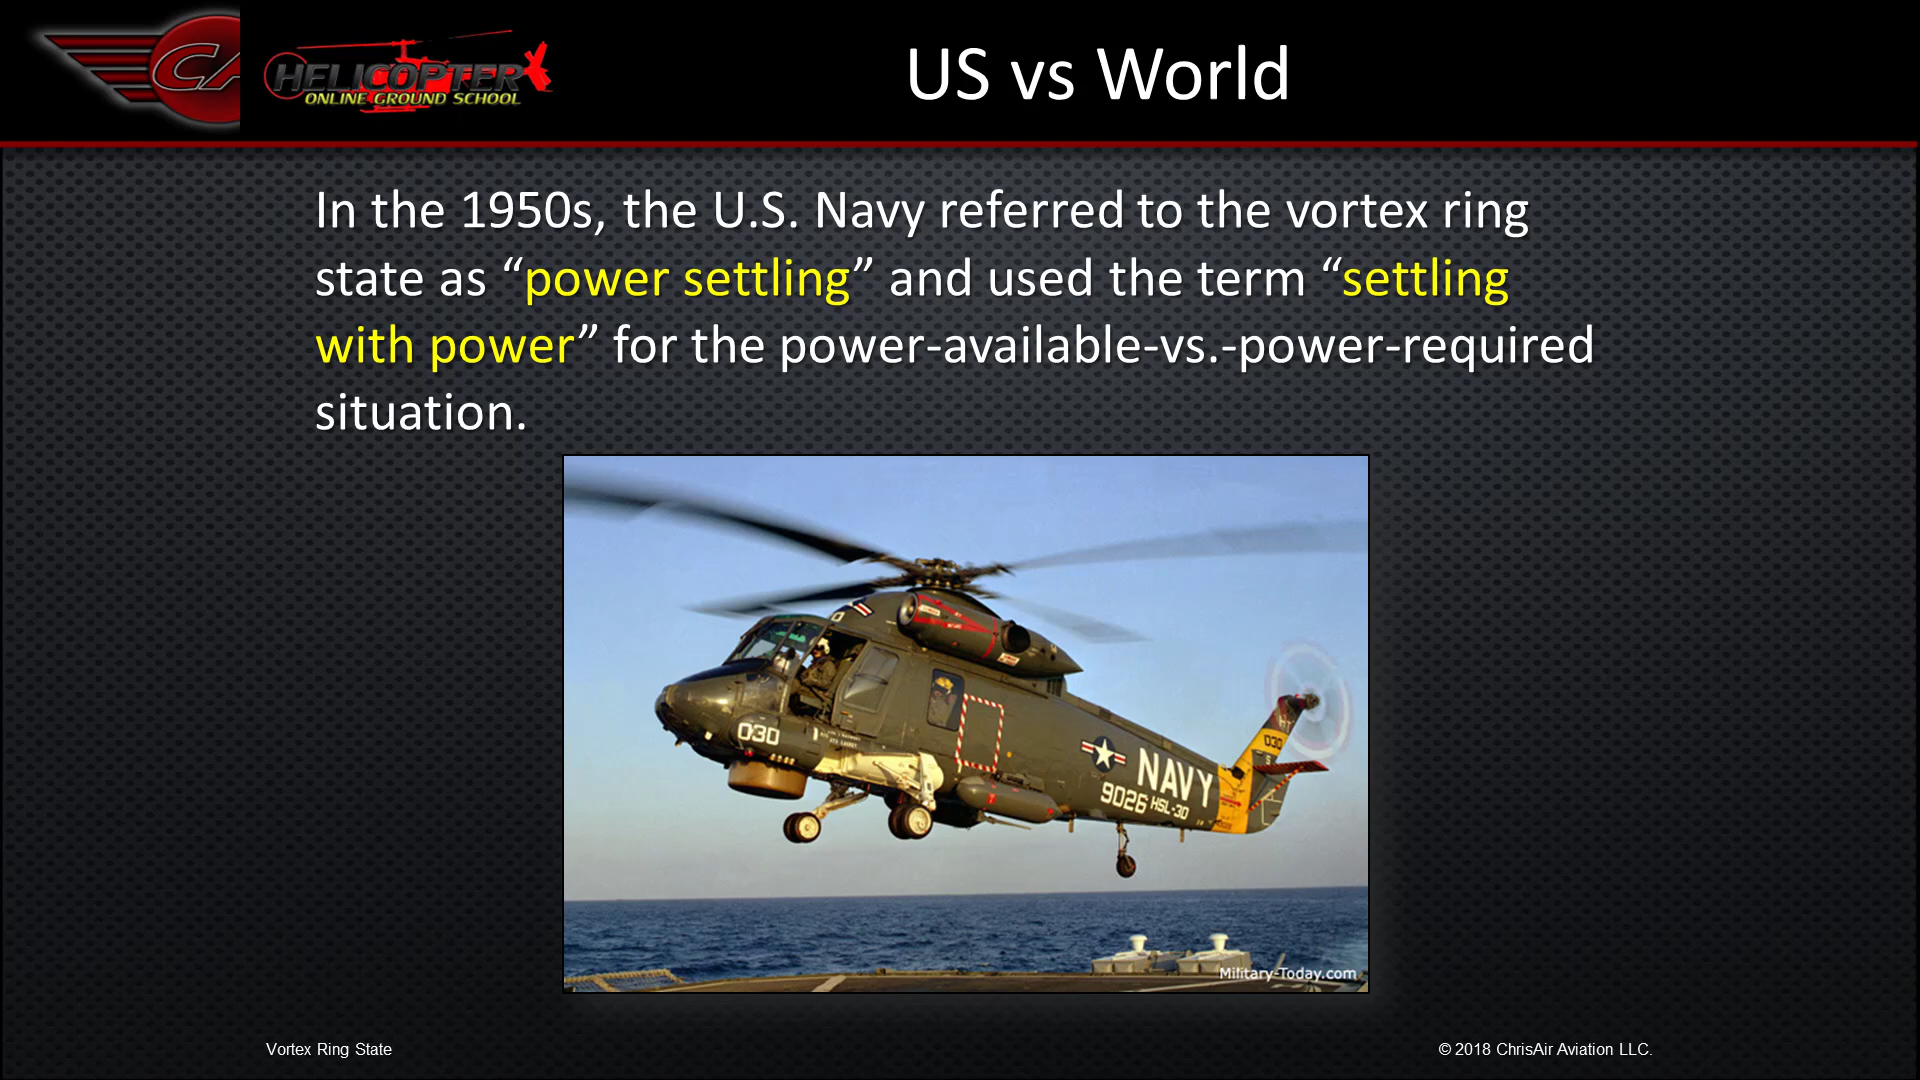 CA
HELICOPTER
ONLINE GROUND SCHOOL
US vs World
In the 1950s, the U.S. Navy referred to the vortex ring
state as “power settling” and used the term “settling
with power” for the power-available-vs.-power-required
situation.
030
030
NAVY
9026 HSL-30
Military-Today.com
Vortex Ring State
© 2018 ChrisAir Aviation LLC.